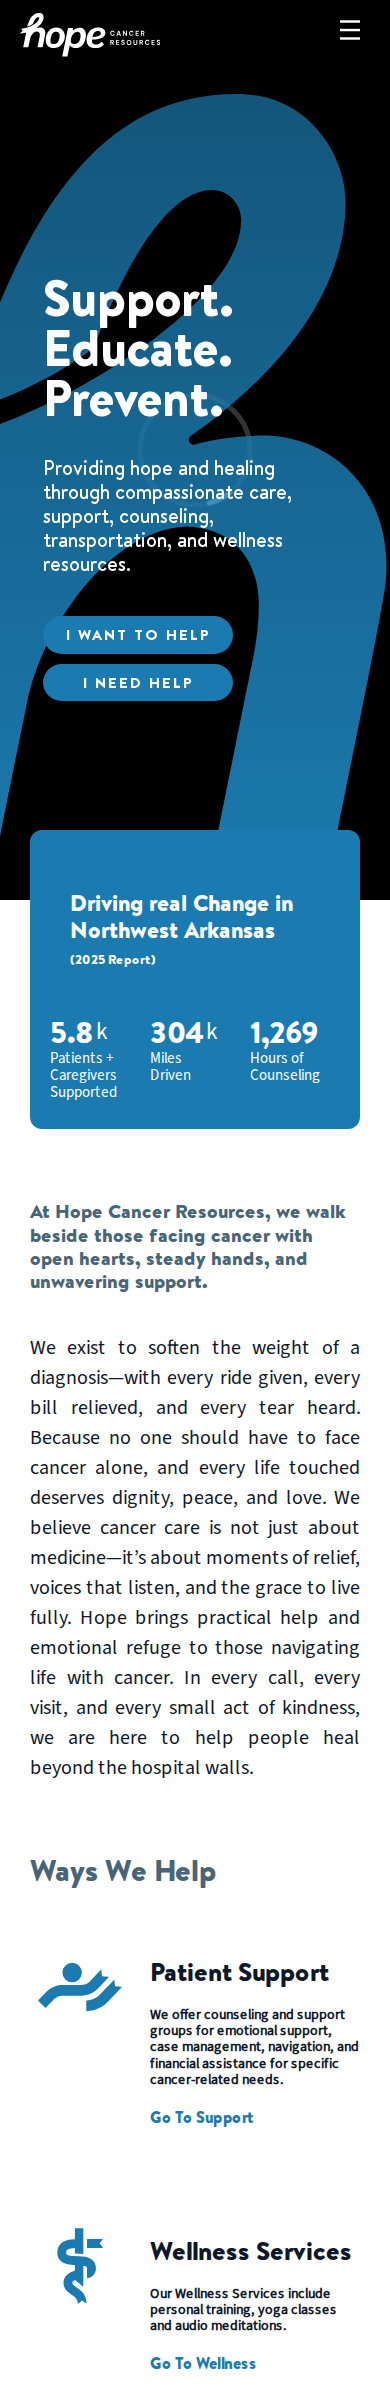 hope CANCER
RESOURCES
Support.
Educate.
Prevent.
Providing hope and healing
through compassionate care,
support, counseling,
transportation, and wellness
resources.
I WANT TO HELP
I NEED HELP
Driving real Change in
Northwest Arkansas
(2025 Report)
5.8k 304k 1,269
Patients + Miles Hours of
Caregivers Driven Counseling
Supported
At Hope Cancer Resources, we walk
beside those facing cancer with
open hearts, steady hands, and
unwavering support.
We exist to soften the weight of a
diagnosis—with every ride given, every
bill relieved, and every tear heard.
Because no one should have to face
cancer alone, and every life touched
deserves dignity, peace, and love. We
believe cancer care is not just about
medicine—it’s about moments of relief,
voices that listen, and the grace to live
fully. Hope brings practical help and
emotional refuge to those navigating
life with cancer. In every call, every
visit, and every small act of kindness,
we are here to help people heal
beyond the hospital walls.
Ways We Help
Patient Support
We offer counseling and support
groups for emotional support,
case management, navigation, and
financial assistance for specific
cancer-related needs.
Go To Support
Wellness Services
Our Wellness Services include
personal training, yoga classes
and audio meditations.
Go To Wellness